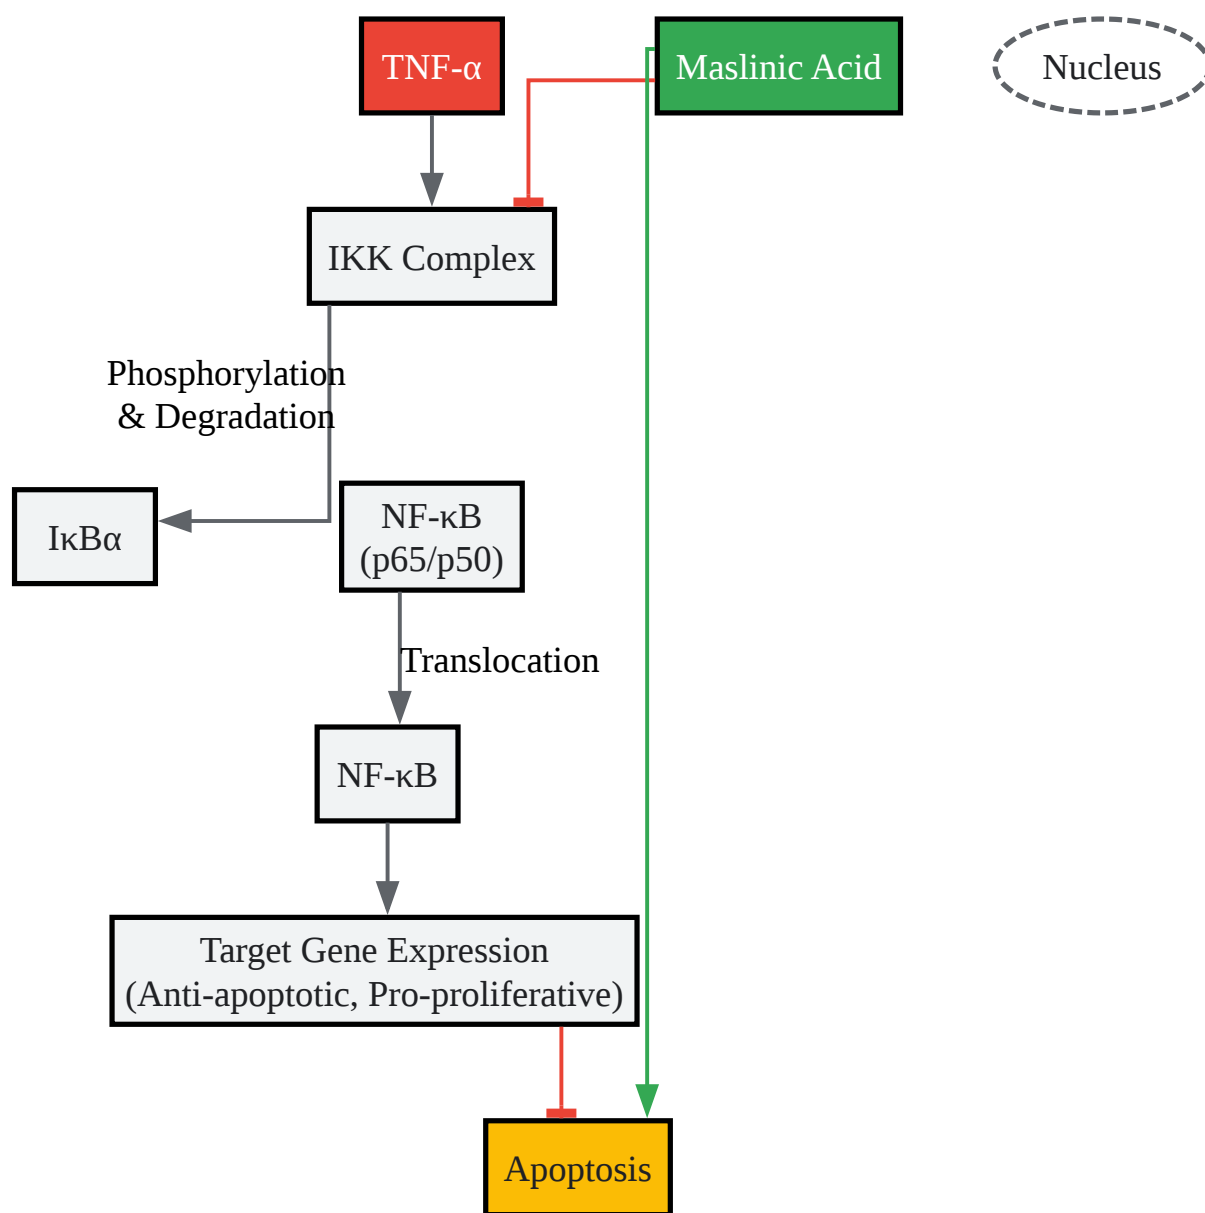 TNF-α
Maslinic Acid
Nucleus
IKK Complex
Phosphorylation
& Degradation
IκBα
NF-κB
(p65/p50)
Translocation
NF-κB
Target Gene Expression
(Anti-apoptotic, Pro-proliferative)
Apoptosis